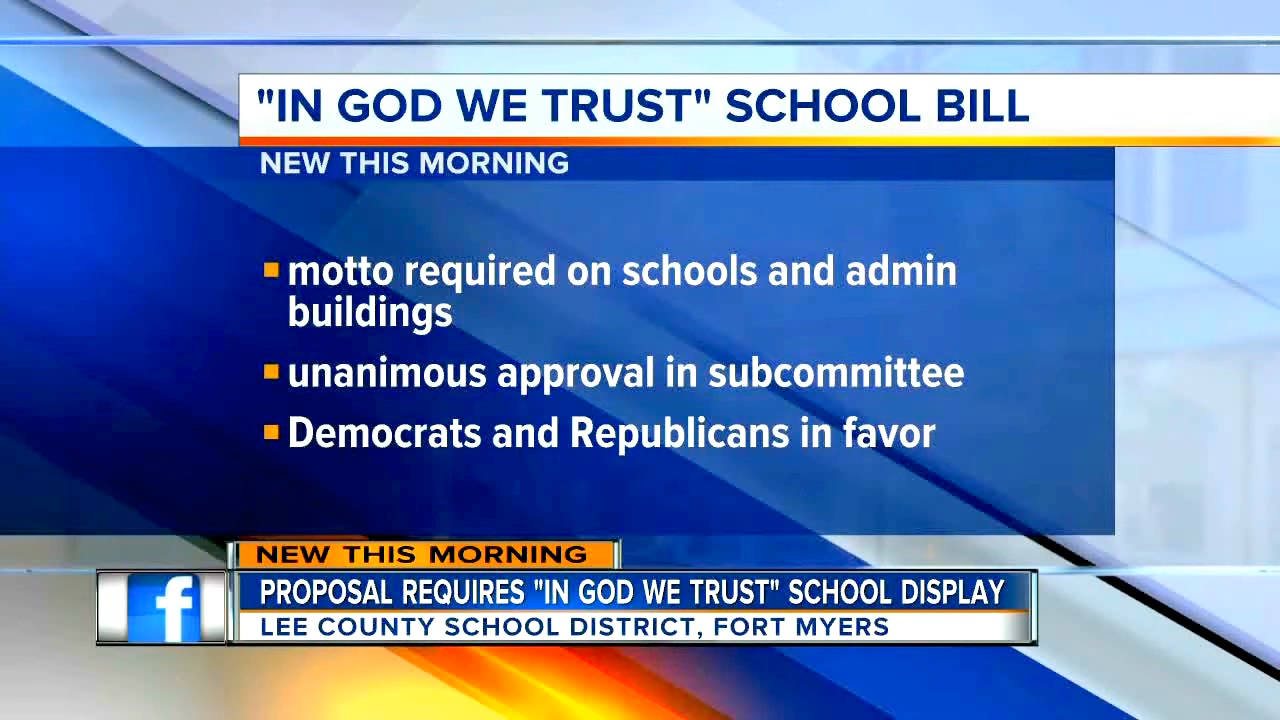 "IN GOD WE TRUST" SCHOOL BILL
NEW THIS MORNING
motto required on schools and admin
buildings
unanimous approval in subcommittee
Democrats and Republicans in favor
NEW THIS MORNING
PROPOSAL REQUIRES "IN GOD WE TRUST" SCHOOL DISPLAY
LEE COUNTY SCHOOL DISTRICT, FORT MYERS